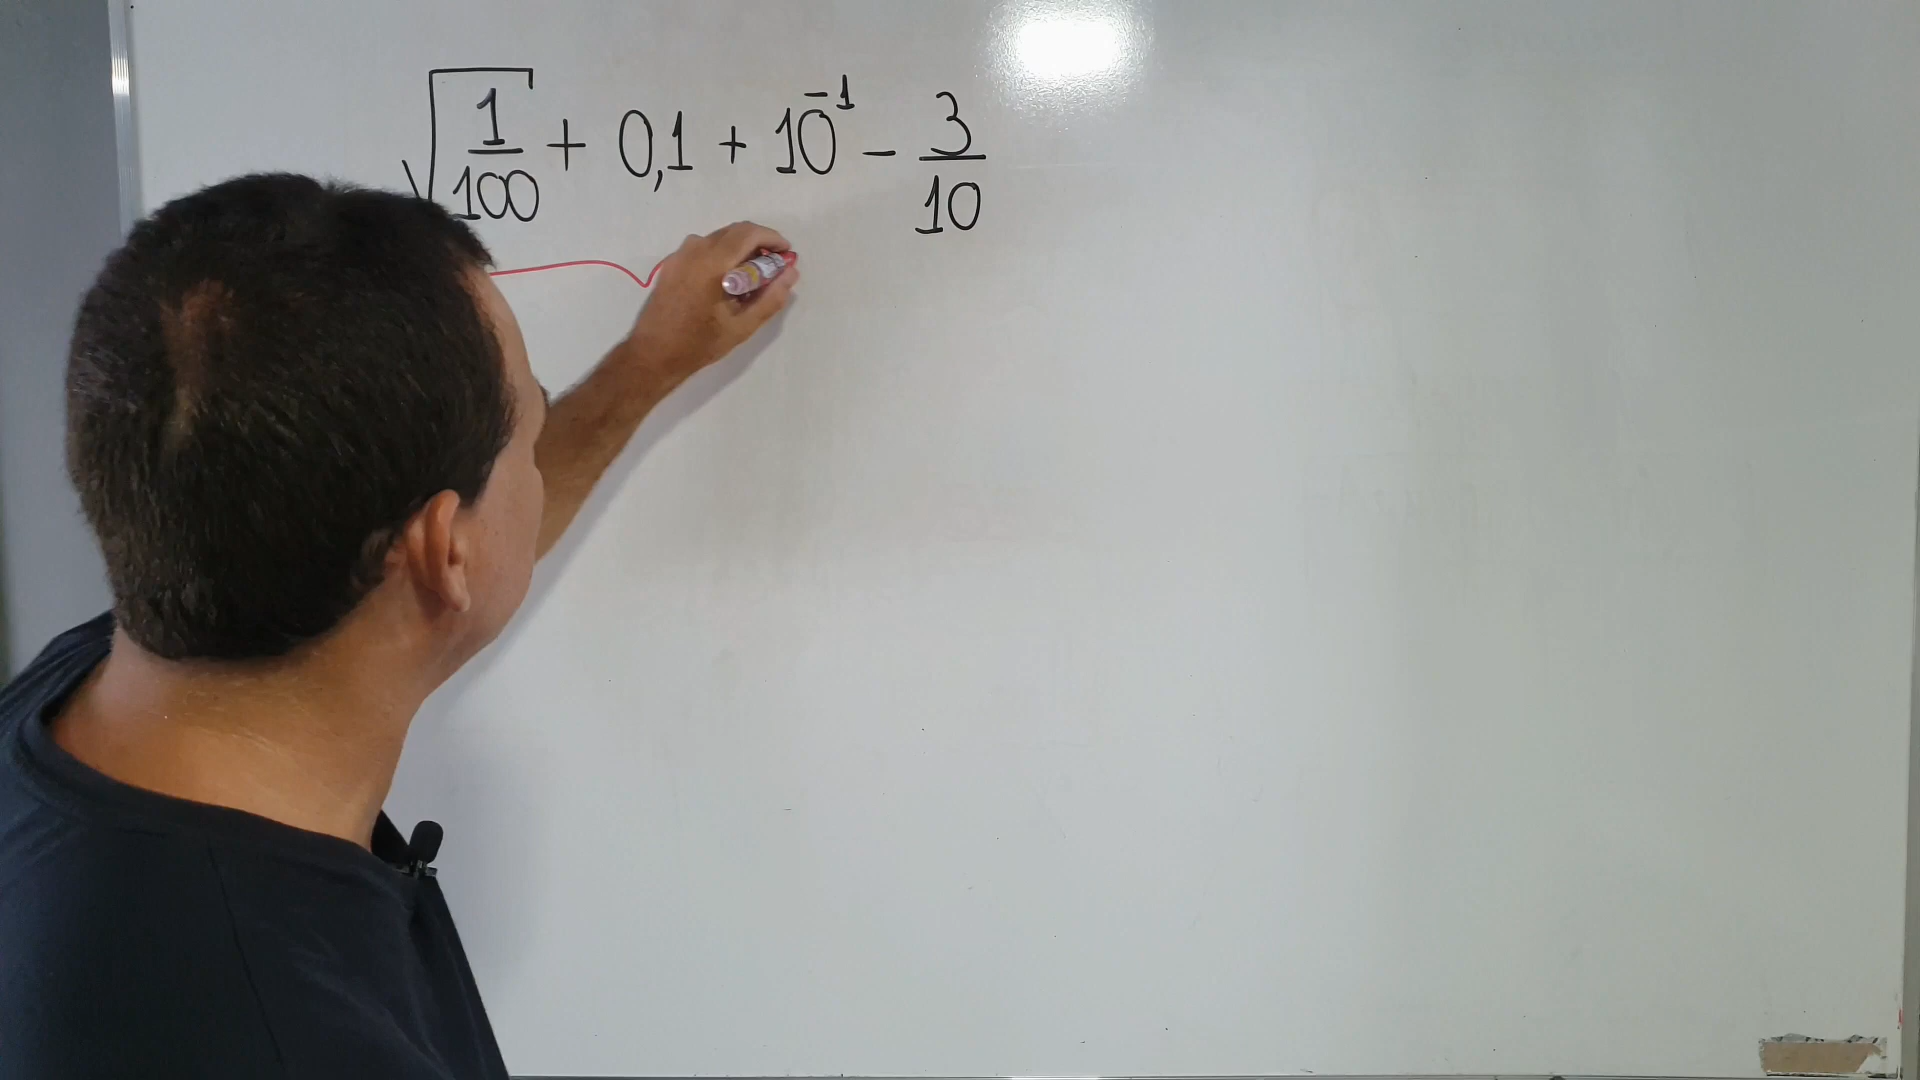 √(1/100) + 0,1 + 10⁻¹ − 3/10